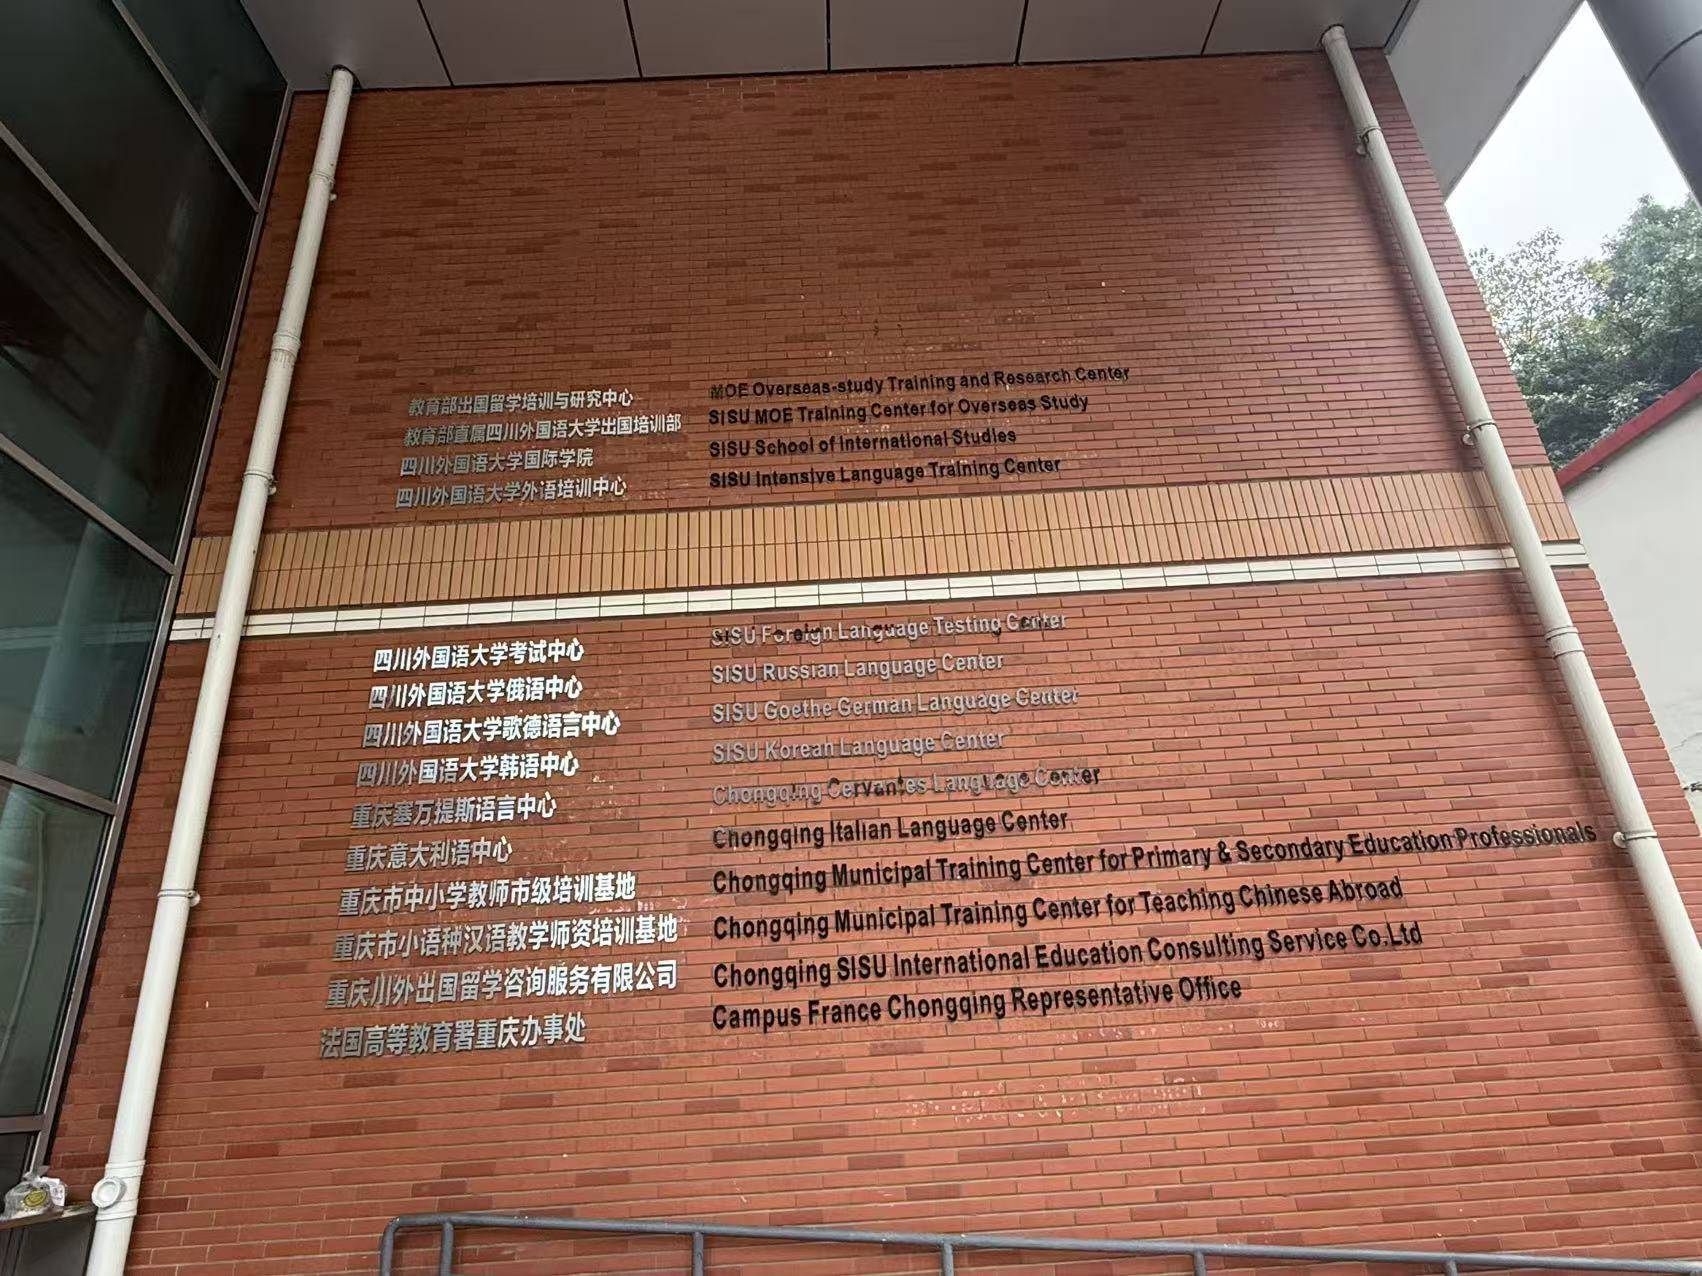 教育部出国留学培训与研究中心 MOE Overseas-study Training and Research Center
教育部直属四川外国语大学出国培训部 SISU MOE Training Center for Overseas Study
四川外国语大学国际学院 SISU School of International Studies
四川外国语大学外语培训中心 SISU Intensive Language Training Center
四川外国语大学考试中心 SISU Foreign Language Testing Center
四川外国语大学俄语中心 SISU Russian Language Center
四川外国语大学歌德语言中心 SISU Goethe German Language Center
四川外国语大学韩语中心 SISU Korean Language Center
重庆塞万提斯语言中心 Chongqing Cervantes Language Center
重庆意大利语中心 Chongqing Italian Language Center
重庆市中小学教师市级培训基地 Chongqing Municipal Training Center for Primary & Secondary Education Professionals
重庆市小语种汉语教学师资培训基地 Chongqing Municipal Training Center for Teaching Chinese Abroad
重庆川外出国留学咨询服务有限公司 Chongqing SISU International Education Consulting Service Co.Ltd
法国高等教育署重庆办事处 Campus France Chongqing Representative Office